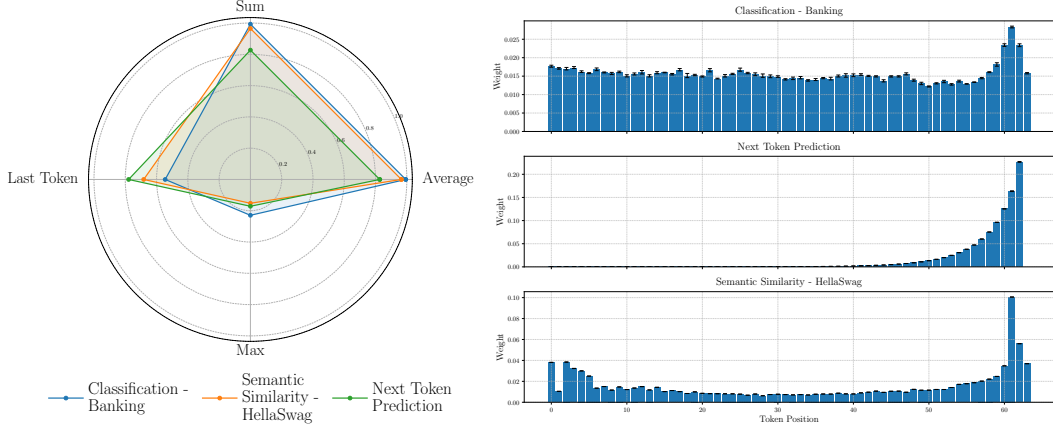 Sum
Last Token
Average
Max
0.2
0.4
0.6
0.8
1.0
Classification -
Banking
Semantic
Similarity -
HellaSwag
Next Token
Prediction
Classification - Banking
Weight
0.025
0.020
0.015
0.010
0.005
0.000
Next Token Prediction
Weight
0.20
0.15
0.10
0.05
0.00
Semantic Similarity - HellaSwag
Weight
0.10
0.08
0.06
0.04
0.02
0.00
0 10 20 30 40 50 60
Token Position